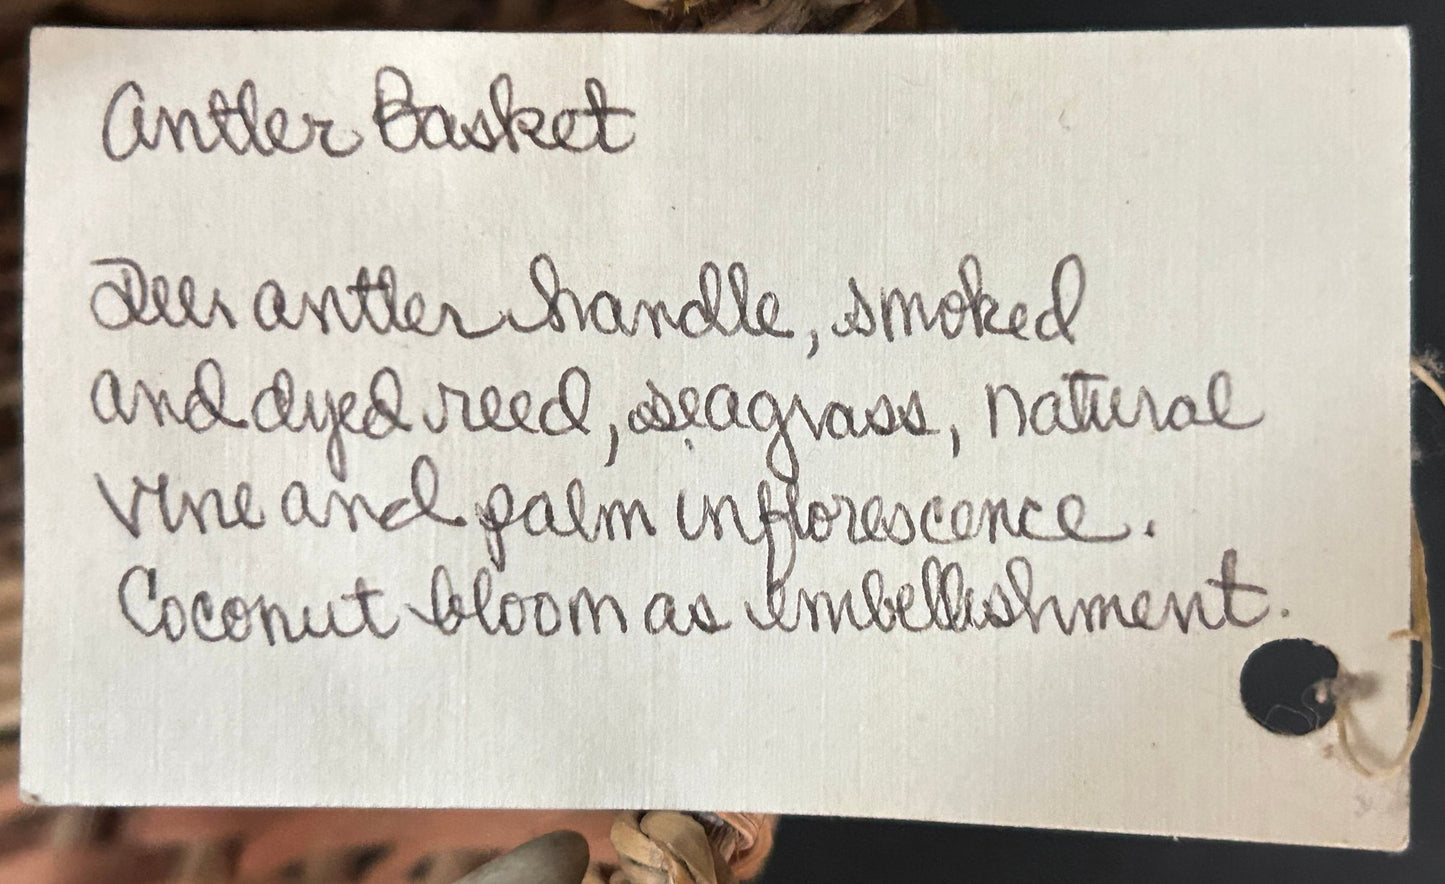 Antler Basket
Deer antler handle, smoked
and dyed reed, seagrass, natural
vine and palm inflorescence.
Coconut bloom as embellishment.